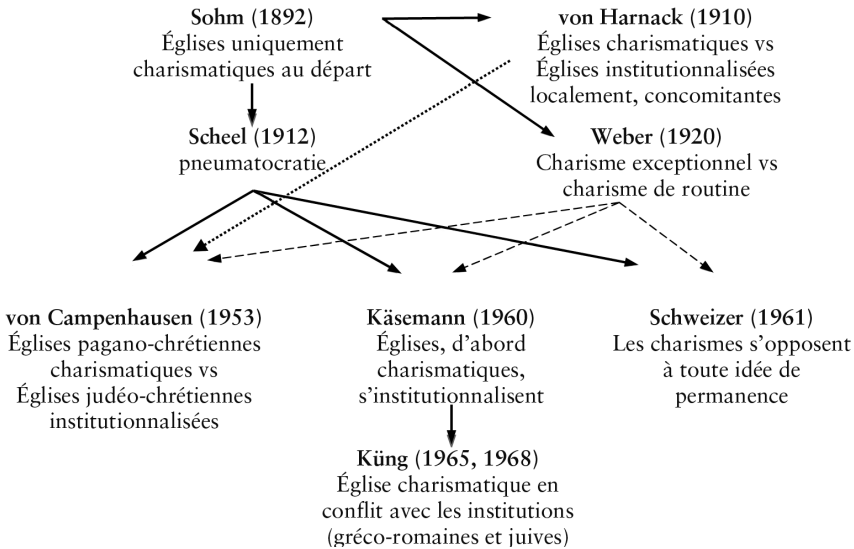 Sohm (1892)
Églises uniquement
charismatiques au départ
von Harnack (1910)
Églises charismatiques vs
Églises institutionnalisées
localement, concomitantes
Scheel (1912)
pneumatocratie
Weber (1920)
Charisme exceptionnel vs
charisme de routine
von Campenhausen (1953)
Églises pagano-chrétiennes
charismatiques vs
Églises judéo-chrétiennes
institutionnalisées
Käsemann (1960)
Églises, d’abord
charismatiques,
s’institutionnalisent
Schweizer (1961)
Les charismes s’opposent
à toute idée de
permanence
Küng (1965, 1968)
Église charismatique en
conflit avec les institutions
(gréco-romaines et juives)